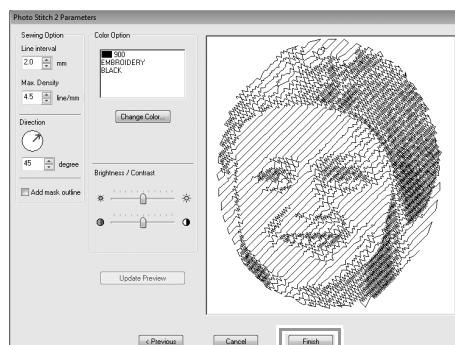 Photo Stitch 2 Parameters
Sewing Option
Line interval
2.0 mm
Max. Density
4.5 line/mm
Direction
45 degree
Add mask outline
Color Option
900
EMBROIDERY
BLACK
Change Color...
Brightness / Contrast
Update Preview
< Previous
Cancel
Finish